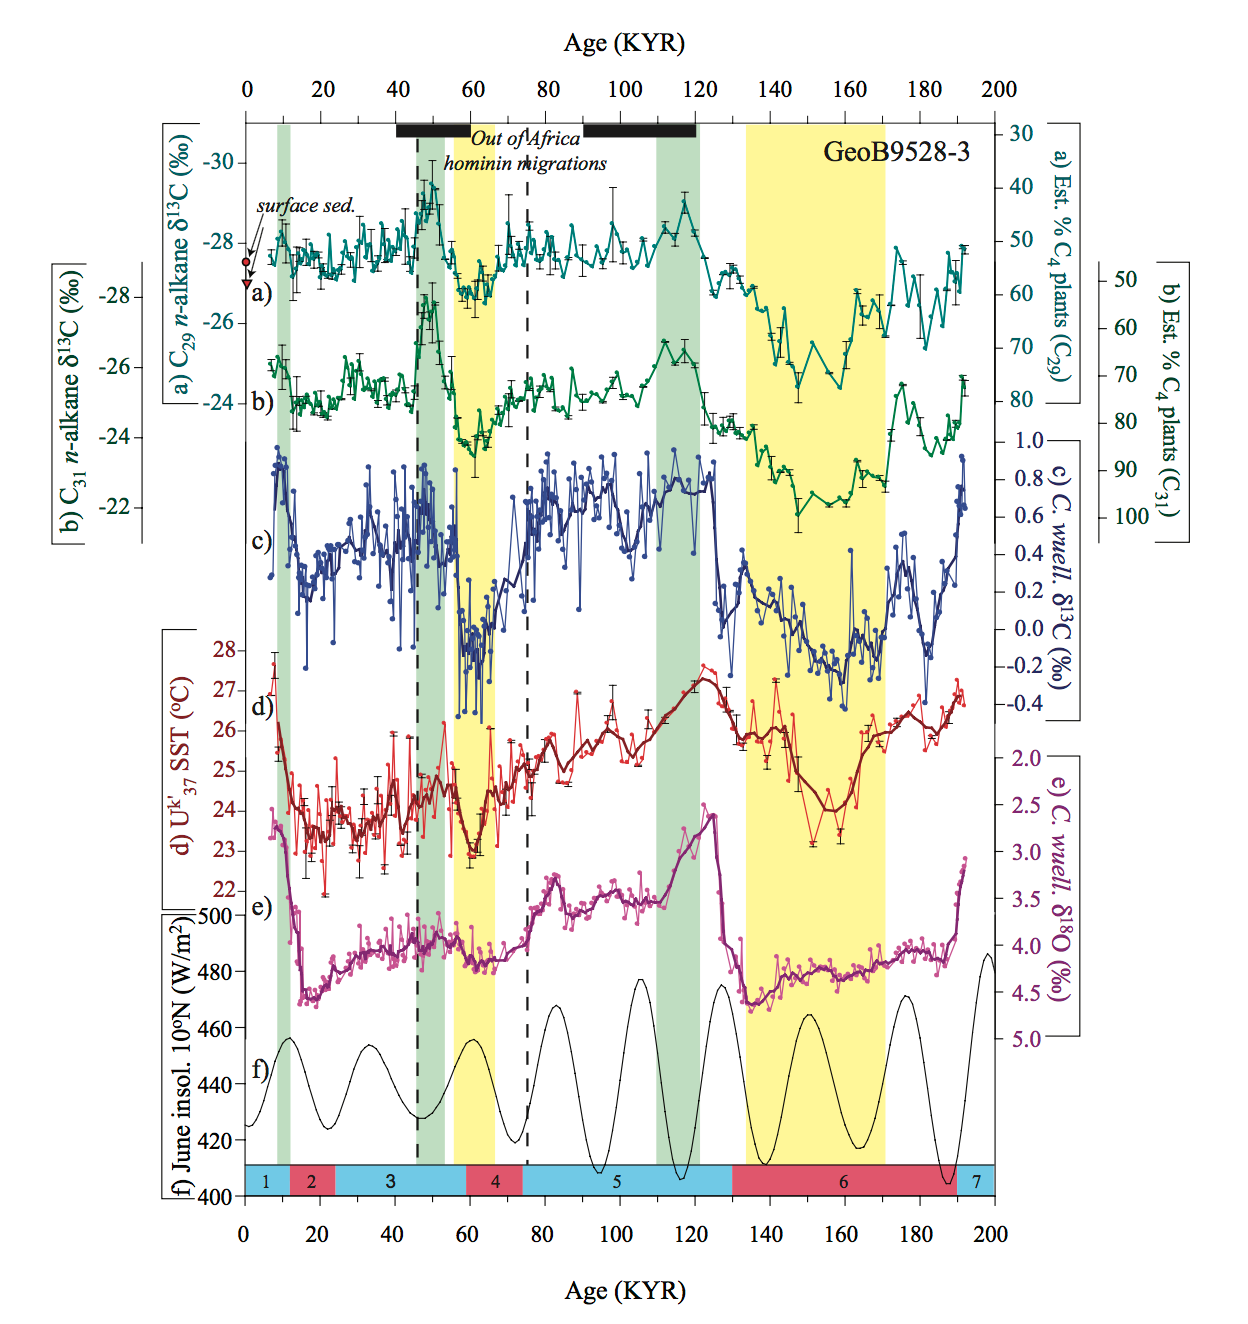 Age (KYR)
0 20 40 60 80 100 120 140 160 180 200
Out of Africa
hominin migrations
GeoB9528-3
surface sed.
a) C29 n-alkane δ13C (‰)
-30
-28
-26
-24
b) C31 n-alkane δ13C (‰)
-28
-26
-24
-22
a) Est. % C4 plants (C29)
30
40
50
60
70
80
b) Est. % C4 plants (C31)
50
60
70
80
90
100
c) C. wuell. δ13C (‰)
1.0
0.8
0.6
0.4
0.2
0.0
-0.2
-0.4
d) Uk'37 SST (ºC)
28
27
26
25
24
23
22
e) C. wuell. δ18O (‰)
2.0
2.5
3.0
3.5
4.0
4.5
5.0
f) June insol. 10ºN (W/m2)
500
480
460
440
420
400
a)
b)
c)
d)
e)
f)
1 2 3 4 5 6 7
0 20 40 60 80 100 120 140 160 180 200
Age (KYR)